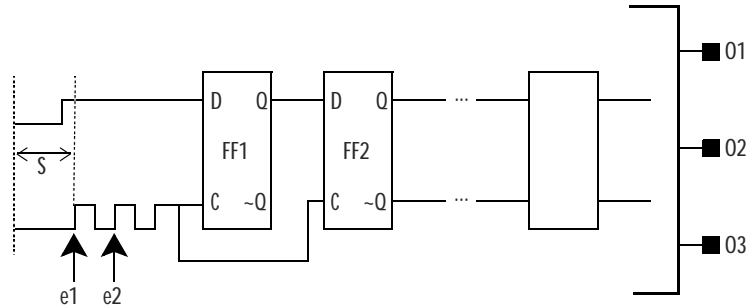 O1
D Q D Q ... 
FF1 FF2 O2
S
C ~Q C ~Q ...
O3
e1 e2